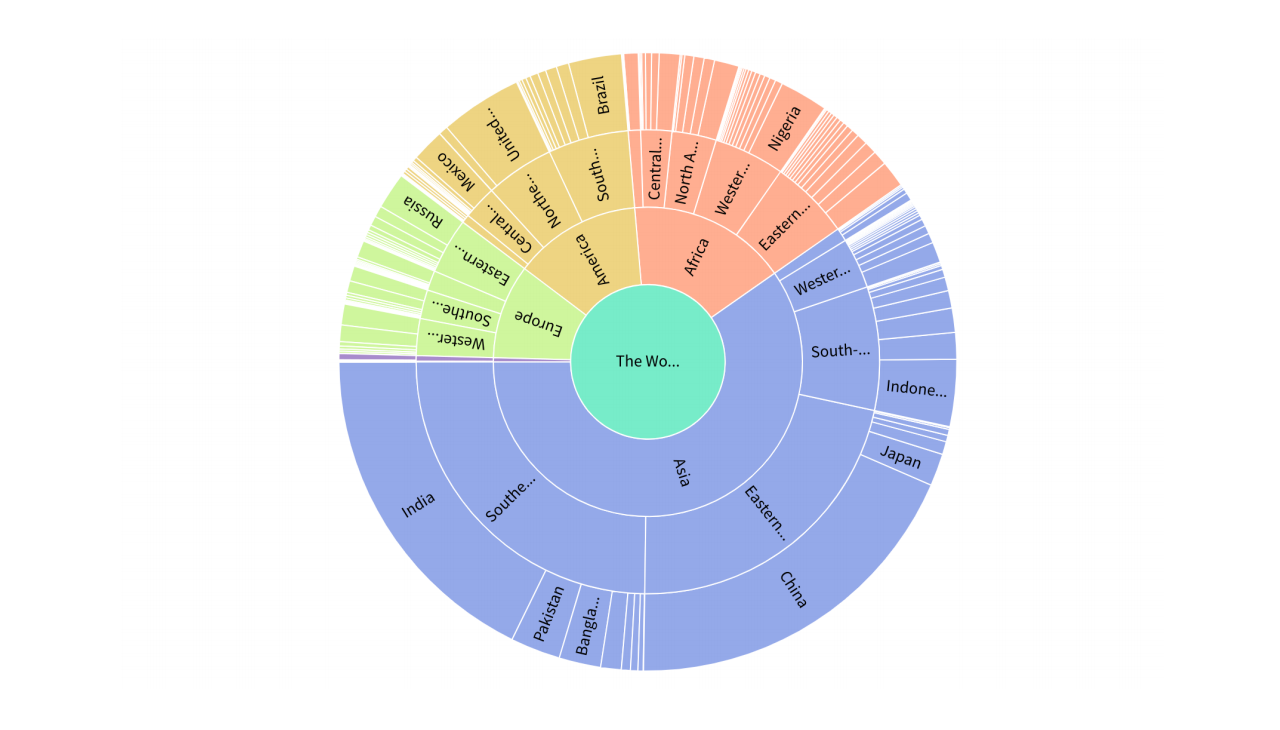 The Wo...
Africa
America
Europe
Asia
Central...
North A...
Wester...
Eastern...
Nigeria
South...
Northe...
Central...
Brazil
United...
Mexico
Eastern...
Southe...
Wester...
Russia
Wester...
South-...
Eastern...
Southe...
Indone...
Japan
China
Bangla...
Pakistan
India